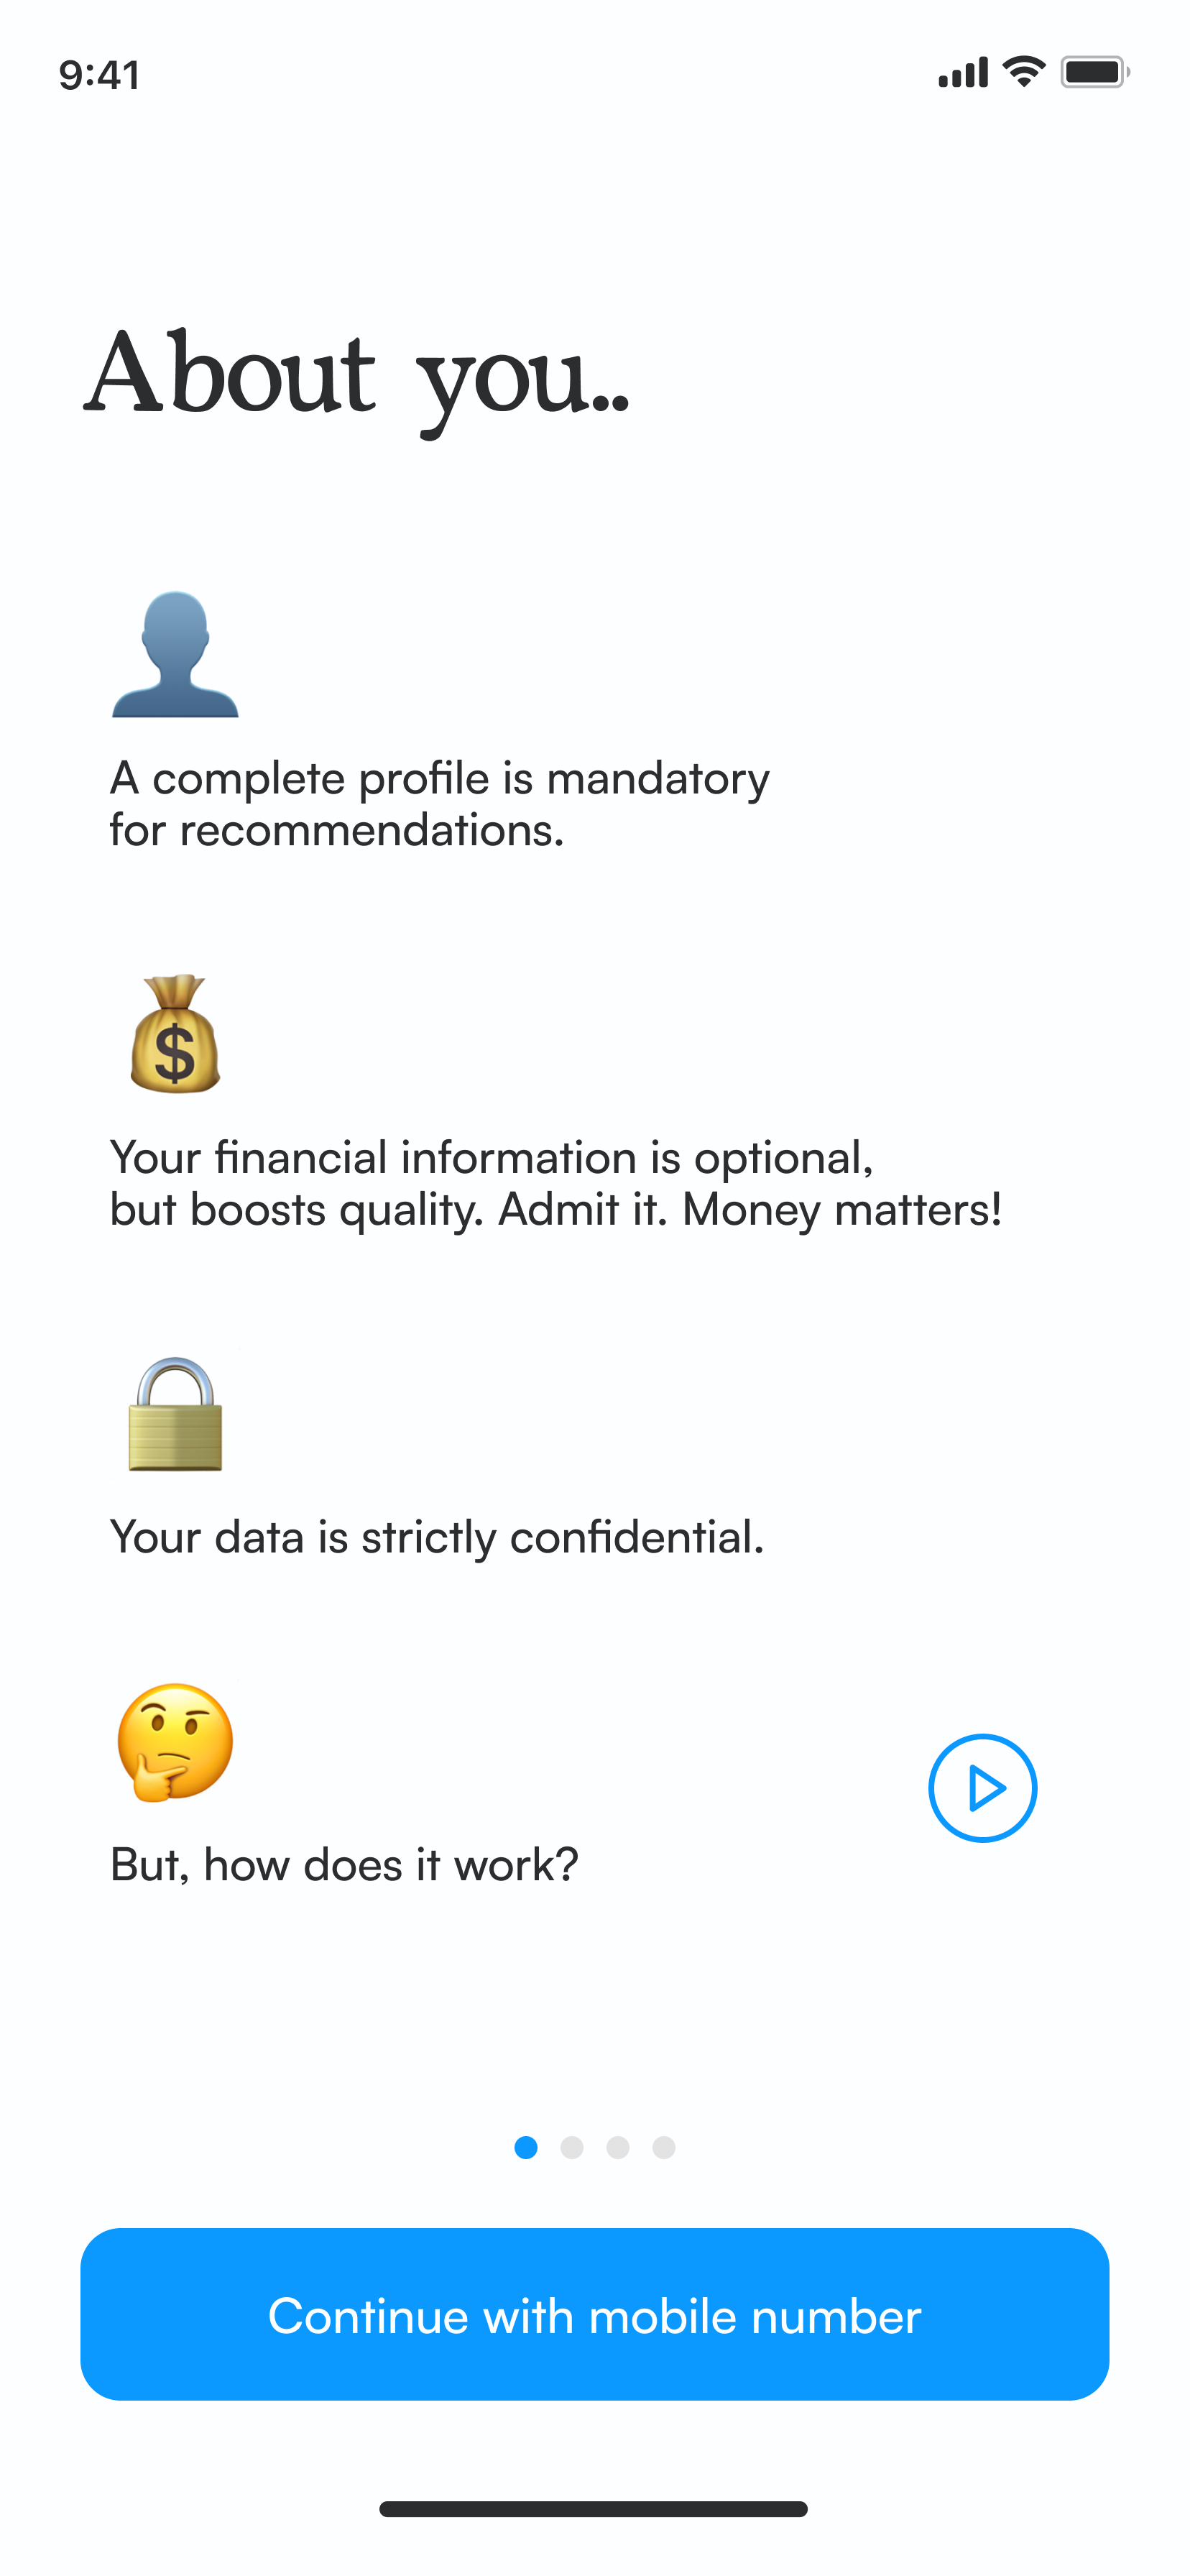 9:41
About you..
A complete profile is mandatory
for recommendations.
$
Your financial information is optional,
but boosts quality. Admit it. Money matters!
Your data is strictly confidential.
But, how does it work?
Continue with mobile number